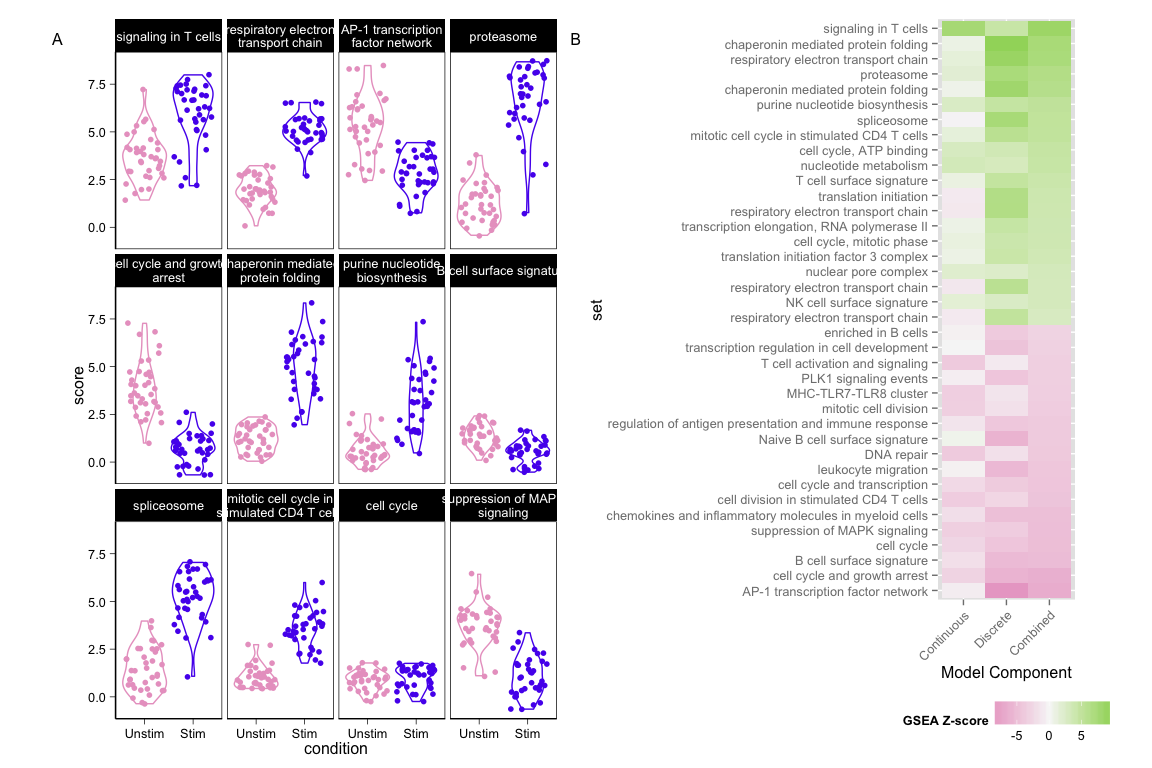 A
signaling in T cells
respiratory electron
transport chain
AP-1 transcription
factor network
proteasome
7.5
5.0
2.5
0.0
ell cycle and growt
arrest
haperonin mediate
protein folding
purine nucleotide
biosynthesis
B cell surface signatu
7.5
5.0
2.5
0.0
score
spliceosome
mitotic cell cycle in
stimulated CD4 T cel
cell cycle
suppression of MAP
signaling
7.5
5.0
2.5
0.0
Unstim
Stim
Unstim
Stim
Unstim
Stim
Unstim
Stim
condition
B
set
signaling in T cells
chaperonin mediated protein folding
respiratory electron transport chain
proteasome
chaperonin mediated protein folding
purine nucleotide biosynthesis
spliceosome
mitotic cell cycle in stimulated CD4 T cells
cell cycle, ATP binding
nucleotide metabolism
T cell surface signature
translation initiation
respiratory electron transport chain
transcription elongation, RNA polymerase II
cell cycle, mitotic phase
translation initiation factor 3 complex
nuclear pore complex
respiratory electron transport chain
NK cell surface signature
respiratory electron transport chain
enriched in B cells
transcription regulation in cell development
T cell activation and signaling
PLK1 signaling events
MHC-TLR7-TLR8 cluster
mitotic cell division
regulation of antigen presentation and immune response
Naive B cell surface signature
DNA repair
leukocyte migration
cell cycle and transcription
cell division in stimulated CD4 T cells
chemokines and inflammatory molecules in myeloid cells
suppression of MAPK signaling
cell cycle
B cell surface signature
cell cycle and growth arrest
AP-1 transcription factor network
Continuous
Discrete
Combined
Model Component
GSEA Z-score
-5
0
5